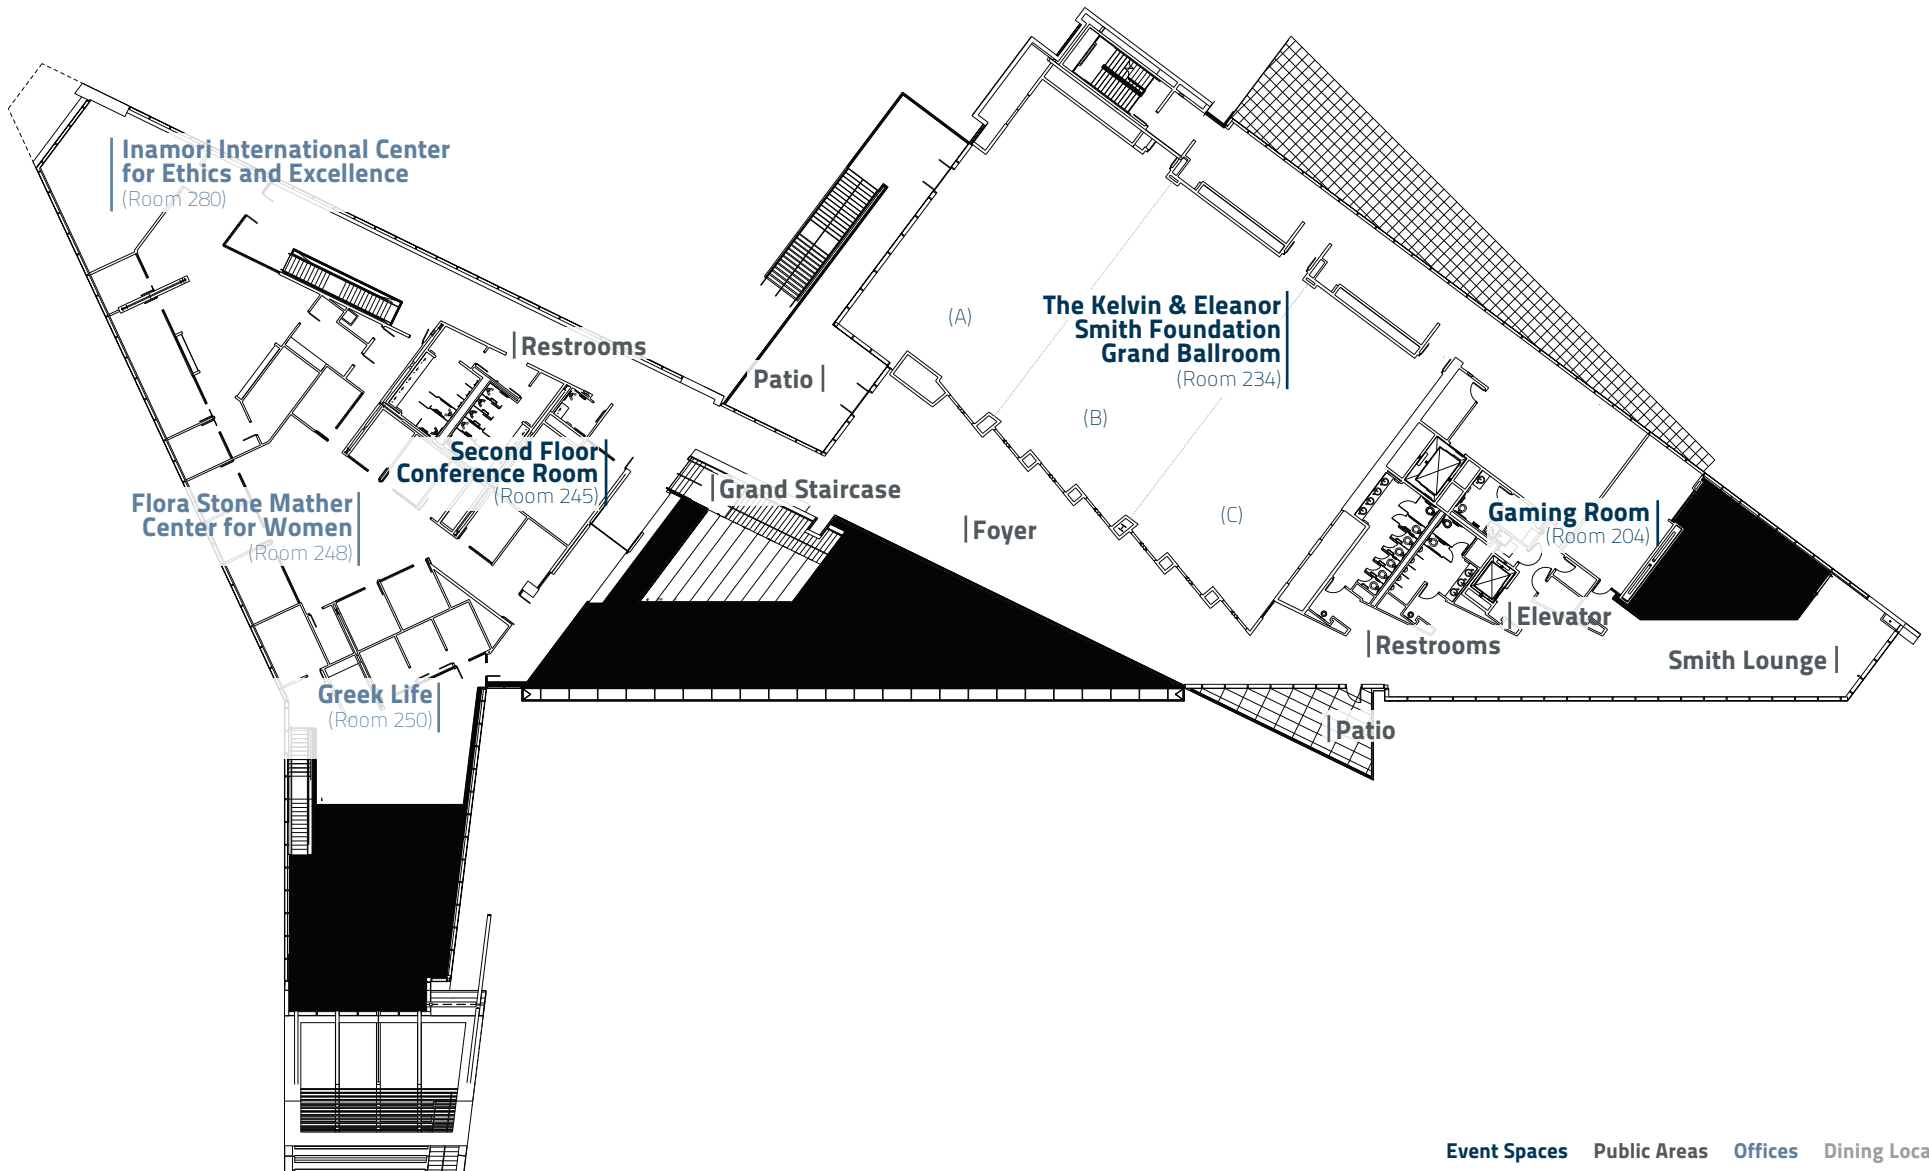 Inamori International Center
for Ethics and Excellence
(Room 280)
Restrooms
Patio
(A)
The Kelvin & Eleanor
Smith Foundation
Grand Ballroom
(Room 234)
(B)
(C)
Second Floor
Conference Room
(Room 245)
Flora Stone Mather
Center for Women
(Room 248)
Grand Staircase
Foyer
Gaming Room
(Room 204)
Elevator
Restrooms
Smith Lounge
Greek Life
(Room 250)
Patio
Event Spaces Public Areas Offices Dining Loca